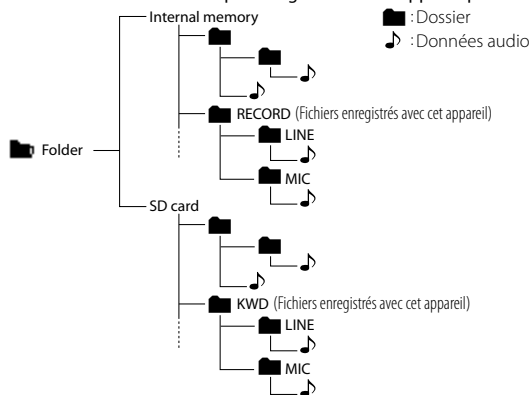 Internal memory
: Dossier
: Données audio
RECORD (Fichiers enregistrés avec cet appareil)
LINE
Folder
MIC
SD card
KWD (Fichiers enregistrés avec cet appareil)
LINE
MIC